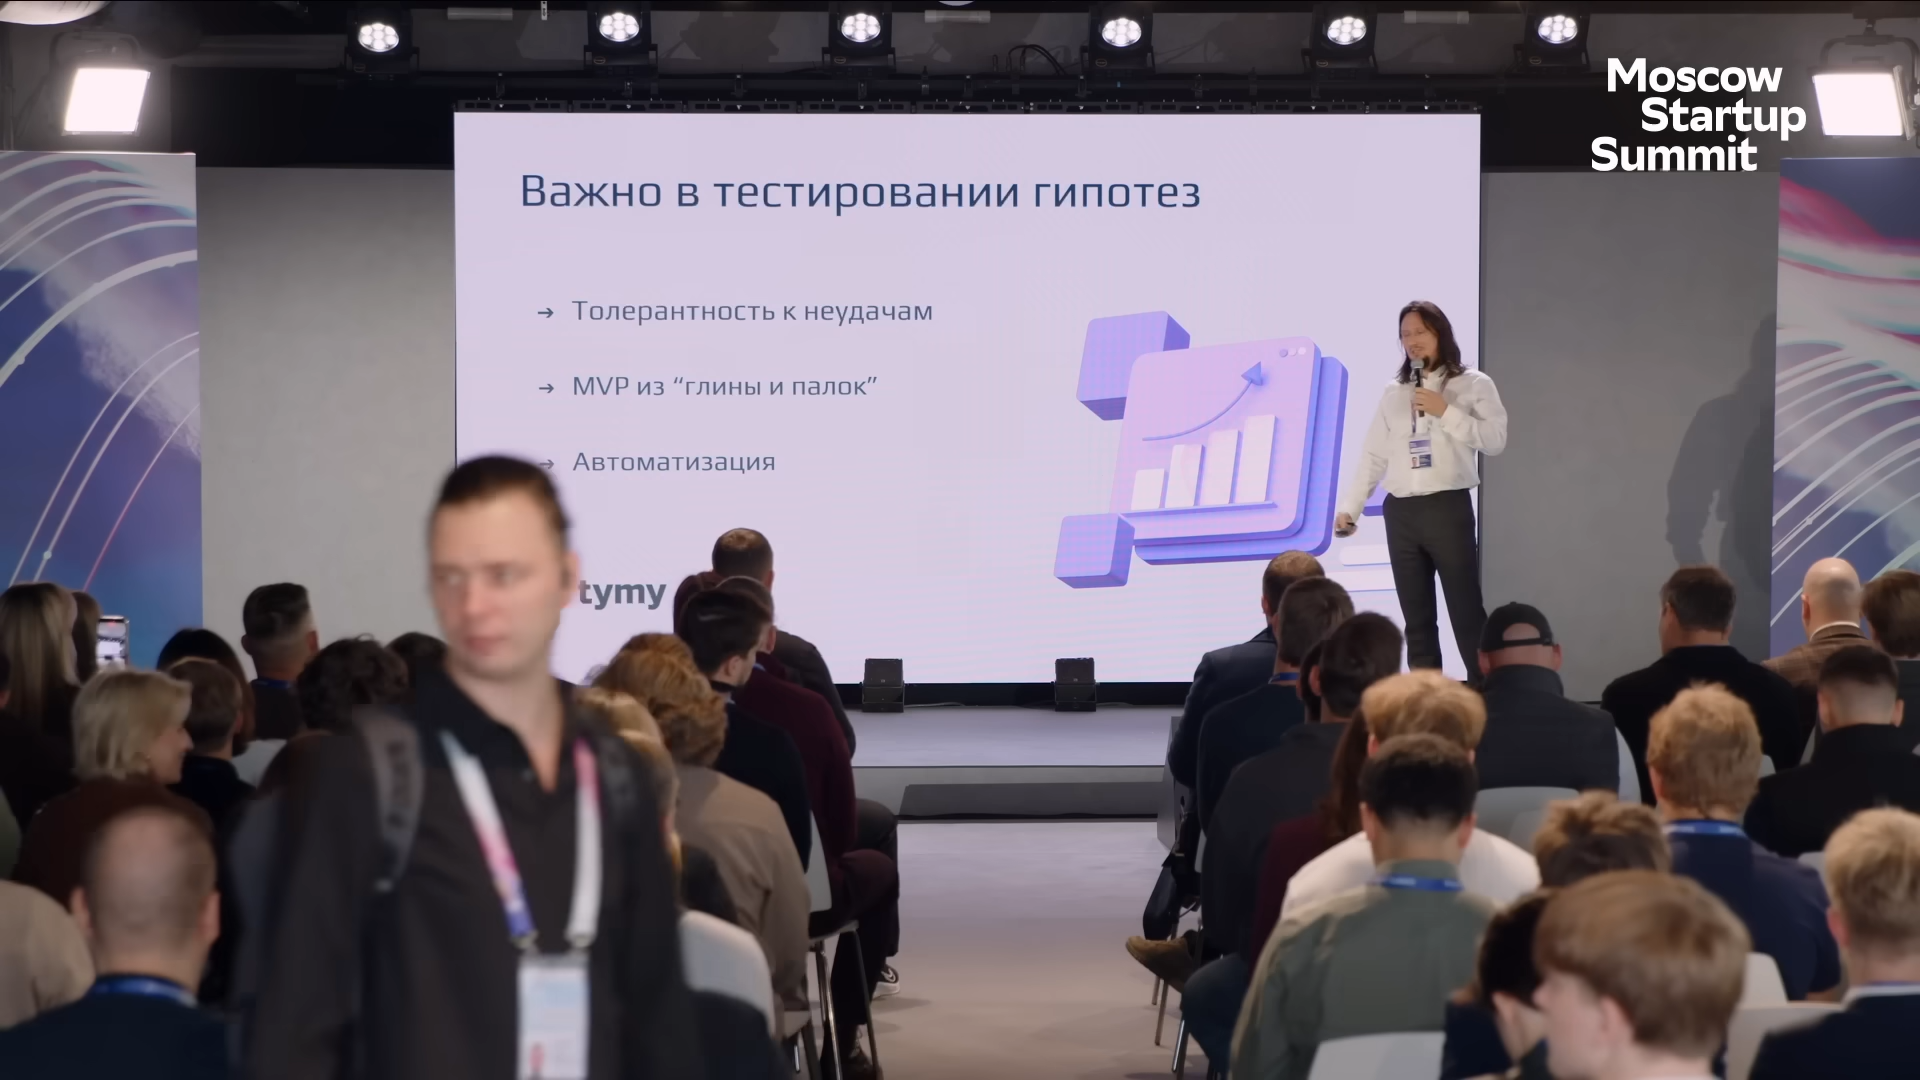 Moscow
Startup
Summit
Важно в тестировании гипотез
→ Толерантность к неудачам
→ MVP из “глины и палок”
→ Автоматизация
tymy